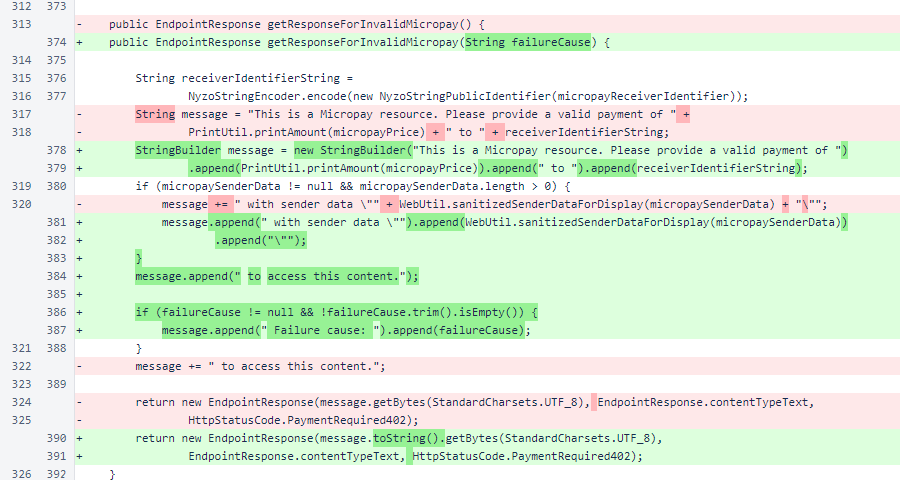 312 373
313 - public EndpointResponse getResponseForInvalidMicropay() {
374 + public EndpointResponse getResponseForInvalidMicropay(String failureCause) {
314 375
315 376 String receiverIdentifierString =
316 377 NyzoStringEncoder.encode(new NyzoStringPublicIdentifier(micropayReceiverIdentifier));
317 - String message = "This is a Micropay resource. Please provide a valid payment of " +
318 - PrintUtil.printAmount(micropayPrice) + " to " + receiverIdentifierString;
378 + StringBuilder message = new StringBuilder("This is a Micropay resource. Please provide a valid payment of ")
379 + .append(PrintUtil.printAmount(micropayPrice)).append(" to ").append(receiverIdentifierString);
319 380 if (micropaySenderData != null && micropaySenderData.length > 0) {
320 - message += " with sender data \"" + WebUtil.sanitizedSenderDataForDisplay(micropaySenderData) + "\"";
381 + message.append(" with sender data \"").append(WebUtil.sanitizedSenderDataForDisplay(micropaySenderData))
382 + .append("\"");
383 + }
384 + message.append(" to access this content.");
385 +
386 + if (failureCause != null && !failureCause.trim().isEmpty()) {
387 + message.append(" Failure cause: ").append(failureCause);
321 388 }
322 - message += " to access this content.";
323 389
324 - return new EndpointResponse(message.getBytes(StandardCharsets.UTF_8), EndpointResponse.contentTypeText,
325 - HttpStatusCode.PaymentRequired402);
390 + return new EndpointResponse(message.toString().getBytes(StandardCharsets.UTF_8),
391 + EndpointResponse.contentTypeText, HttpStatusCode.PaymentRequired402);
326 392 }